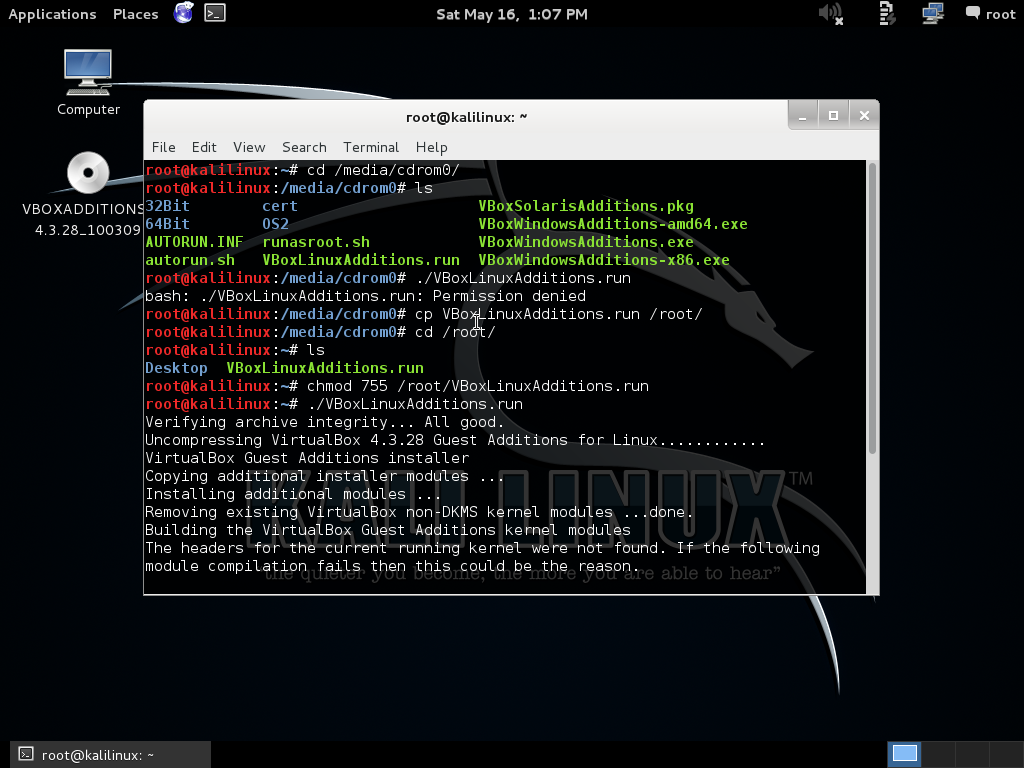 Applications Places Sat May 16, 1:07 PM root
Computer
VBOXADDITIONS
4.3.28_100309
root@kalilinux: ~
File Edit View Search Terminal Help
root@kalilinux:~# cd /media/cdrom0/
root@kalilinux:/media/cdrom0# ls
32Bit cert VBoxSolarisAdditions.pkg
64Bit OS2 VBoxWindowsAdditions-amd64.exe
AUTORUN.INF runasroot.sh VBoxWindowsAdditions.exe
autorun.sh VBoxLinuxAdditions.run VBoxWindowsAdditions-x86.exe
root@kalilinux:/media/cdrom0# ./VBoxLinuxAdditions.run
bash: ./VBoxLinuxAdditions.run: Permission denied
root@kalilinux:/media/cdrom0# cp VBoxLinuxAdditions.run /root/
root@kalilinux:/media/cdrom0# cd /root/
root@kalilinux:~# ls
Desktop VBoxLinuxAdditions.run
root@kalilinux:~# chmod 755 /root/VBoxLinuxAdditions.run
root@kalilinux:~# ./VBoxLinuxAdditions.run
Verifying archive integrity... All good.
Uncompressing VirtualBox 4.3.28 Guest Additions for Linux............
VirtualBox Guest Additions installer
Copying additional installer modules ...
Installing additional modules ...
Removing existing VirtualBox non-DKMS kernel modules ...done.
Building the VirtualBox Guest Additions kernel modules
The headers for the current running kernel were not found. If the following
module compilation fails then this could be the reason.
KALI LINUX™
the quieter you become, the more you are able to hear”
root@kalilinux: ~